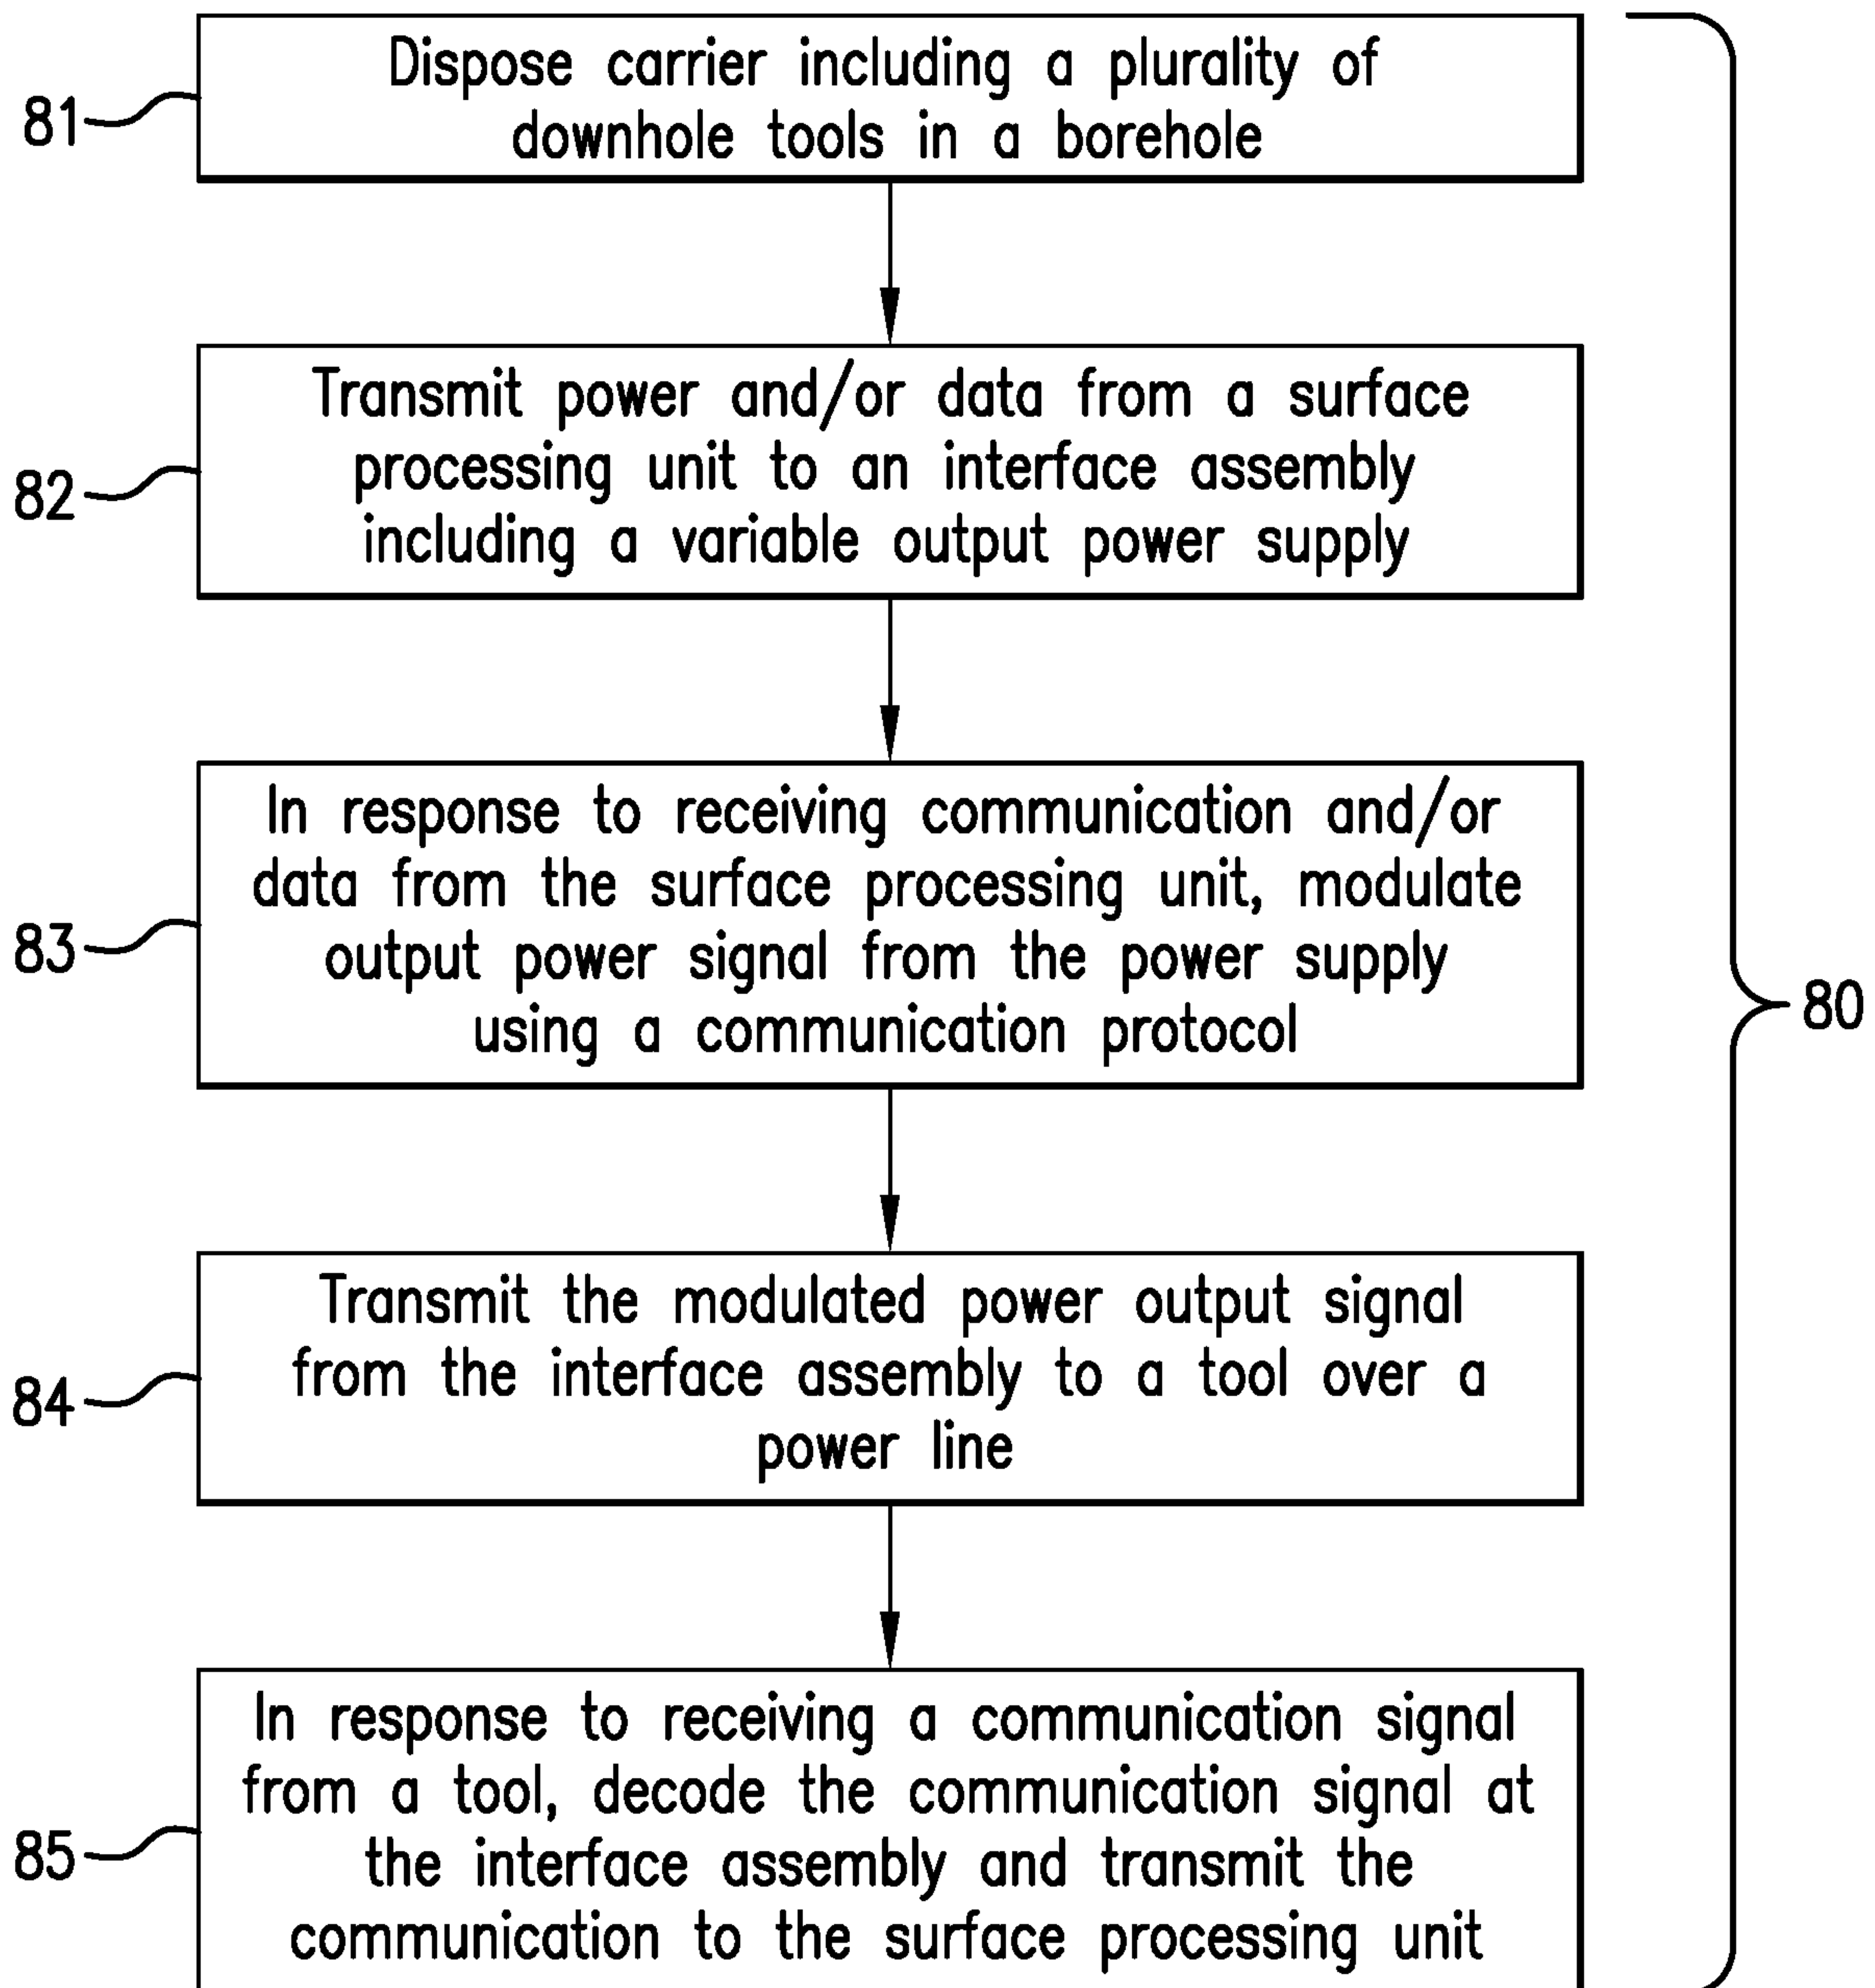 Dispose carrier including a plurality of
downhole tools in a borehole
81
Transmit power and/or data from a surface
processing unit to an interface assembly
including a variable output power supply
82
In response to receiving communication and/or
data from the surface processing unit, modulate
output power signal from the power supply
using a communication protocol
83
80
Transmit the modulated power output signal
from the interface assembly to a tool over a
power line
84
In response to receiving a communication signal
from a tool, decode the communication signal at
the interface assembly and transmit the
communication to the surface processing unit
85